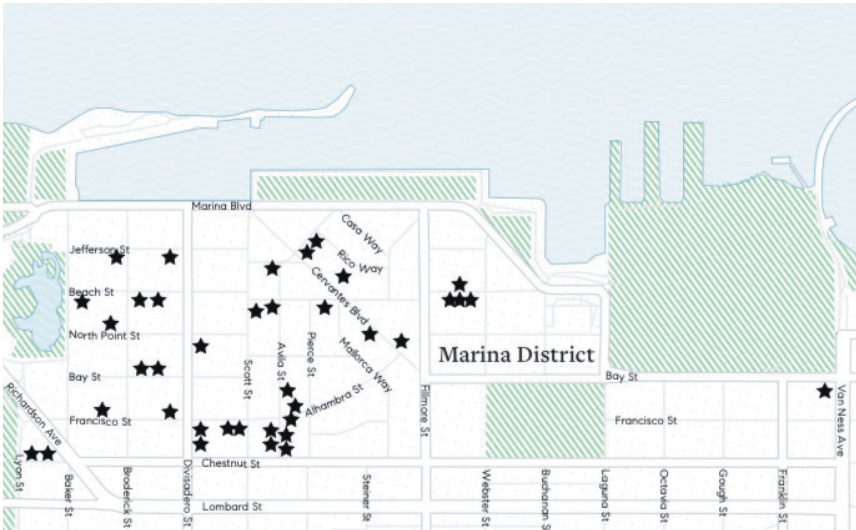 Marina Blvd
Casa Way
Jefferson St
Rico Way
Cervantes Blvd
Beach St
North Point St
Marina District
Pierce St
Avila St
Scott St
Mallorca Way
Bay St
Bay St
Richardson Ave
Alhambra St
Fillmore St
Francisco St
Francisco St
Van Ness Ave
Chestnut St
Lyon St
Baker St
Broderick St
Divisadero St
Steiner St
Webster St
Buchanan S
Laguna St
Octavia St
Gough St
Franklin St
Lombard St